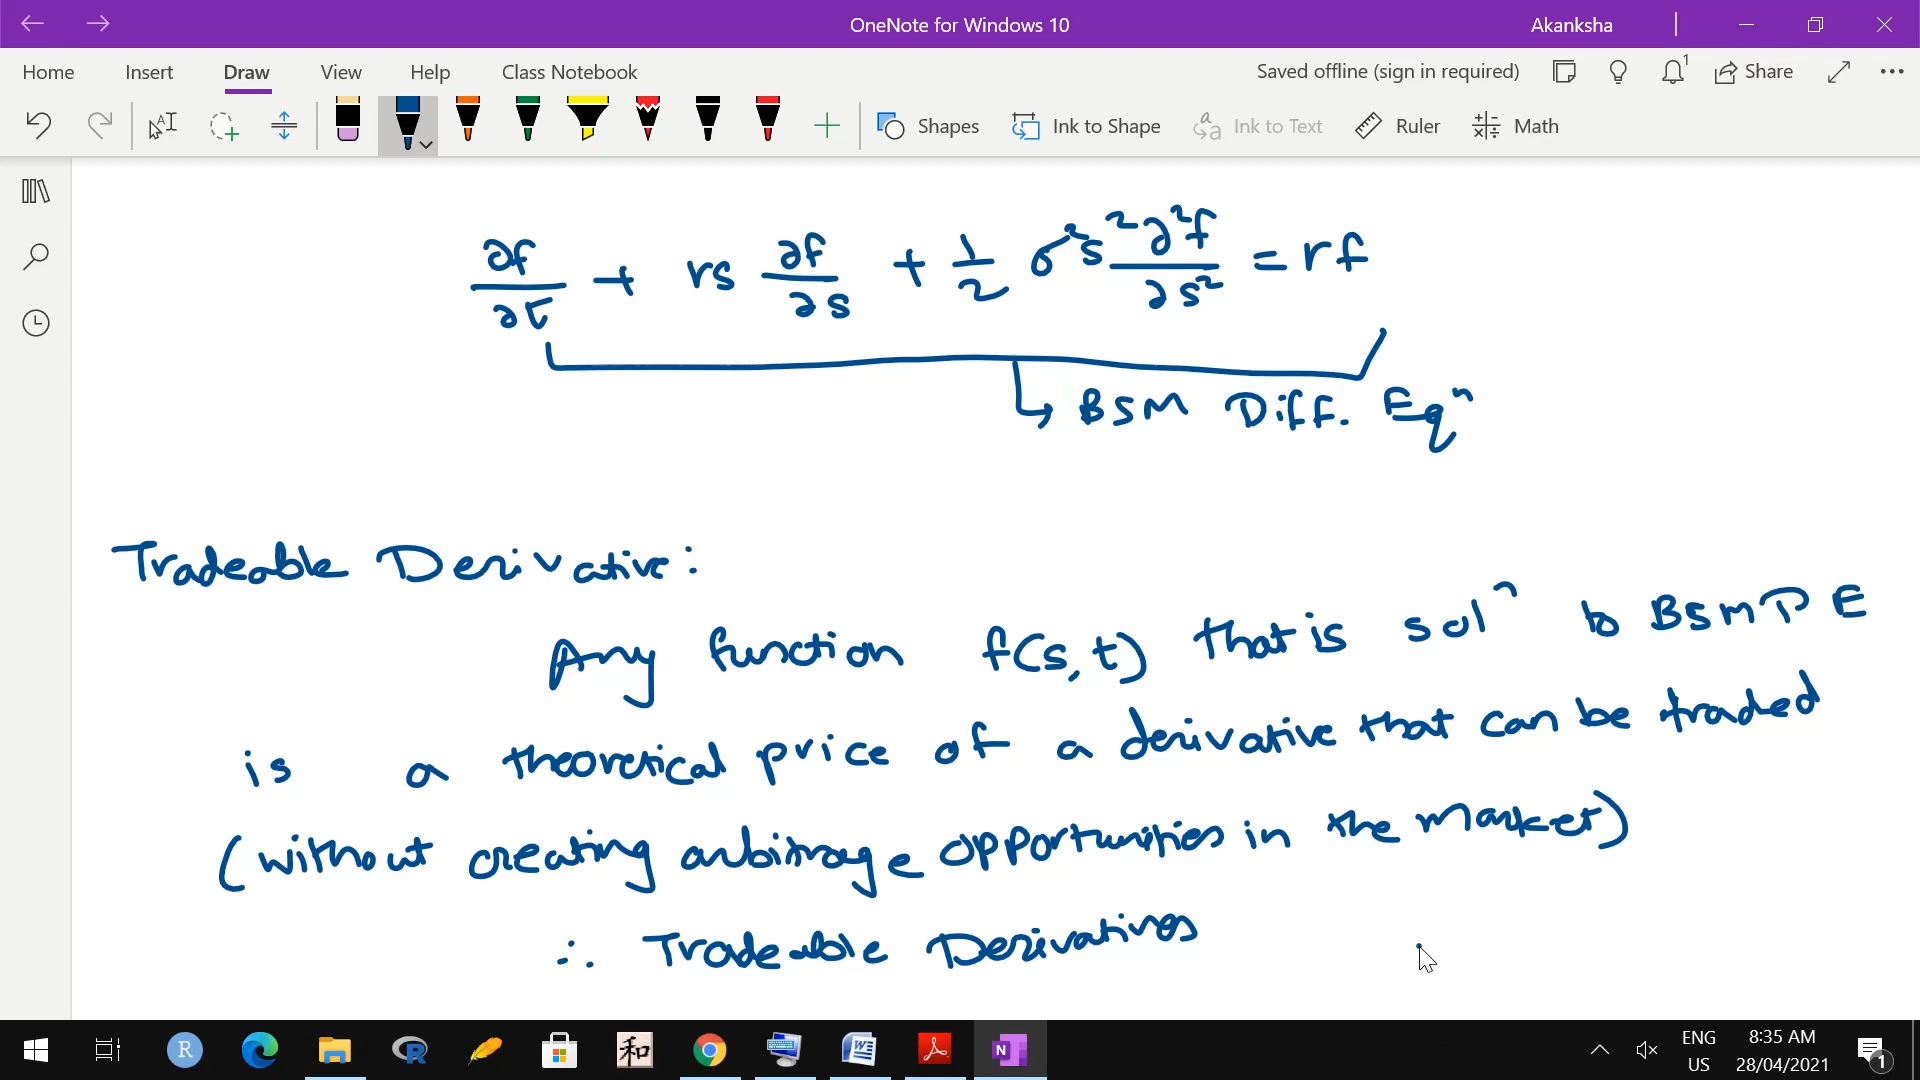 OneNote for Windows 10
Akanksha
Home Insert Draw View Help Class Notebook
Saved offline (sign in required) 1 Share
Shapes Ink to Shape Ink to Text Ruler Math
∂f/∂t + rs ∂f/∂s + 1/2 σ²s² ∂²f/∂s² = rf
↳ BSM Diff. Eqⁿ
Tradeable Derivative:
Any function f(s,t) that is solⁿ to BSMPE
is a theoretical price of a derivative that can be traded
(without creating arbitrage opportunities in the market)
∴ Tradeable Derivatives
ENG 8:35 AM
US 28/04/2021 1